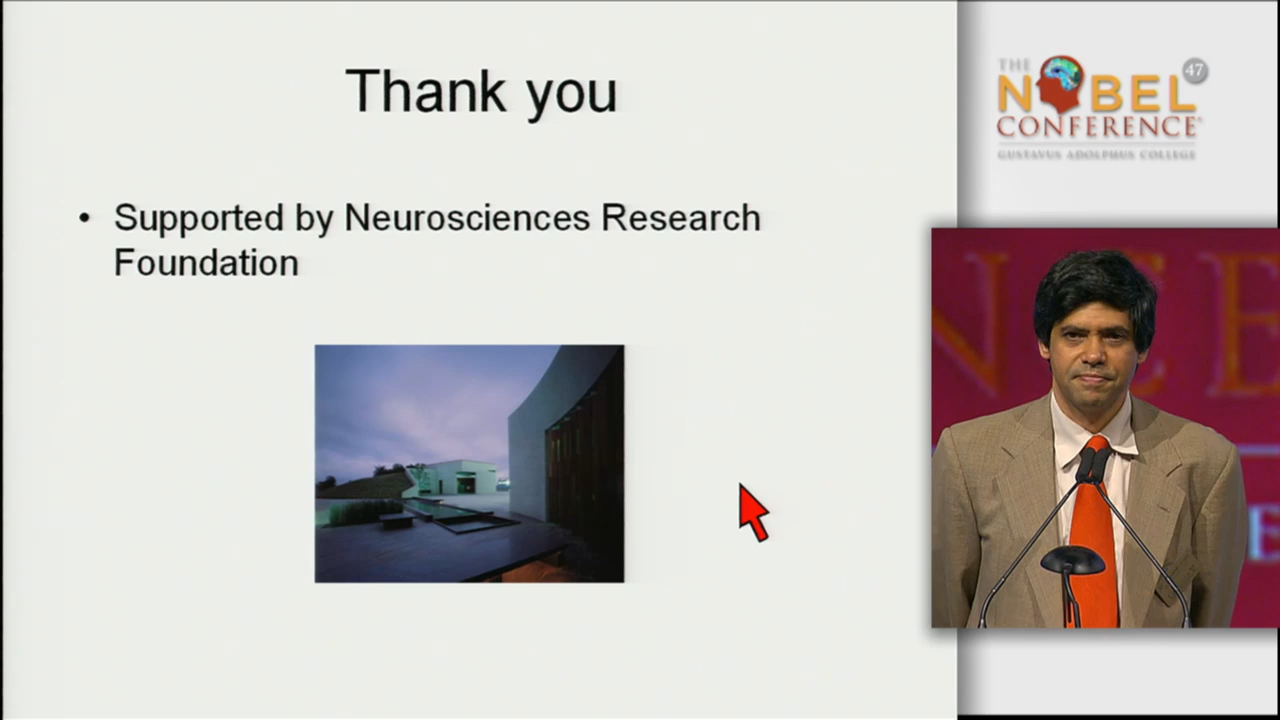 Thank you
• Supported by Neurosciences Research
Foundation
THE
NOBEL 47
CONFERENCE
GUSTAVUS ADOLPHUS COLLEGE